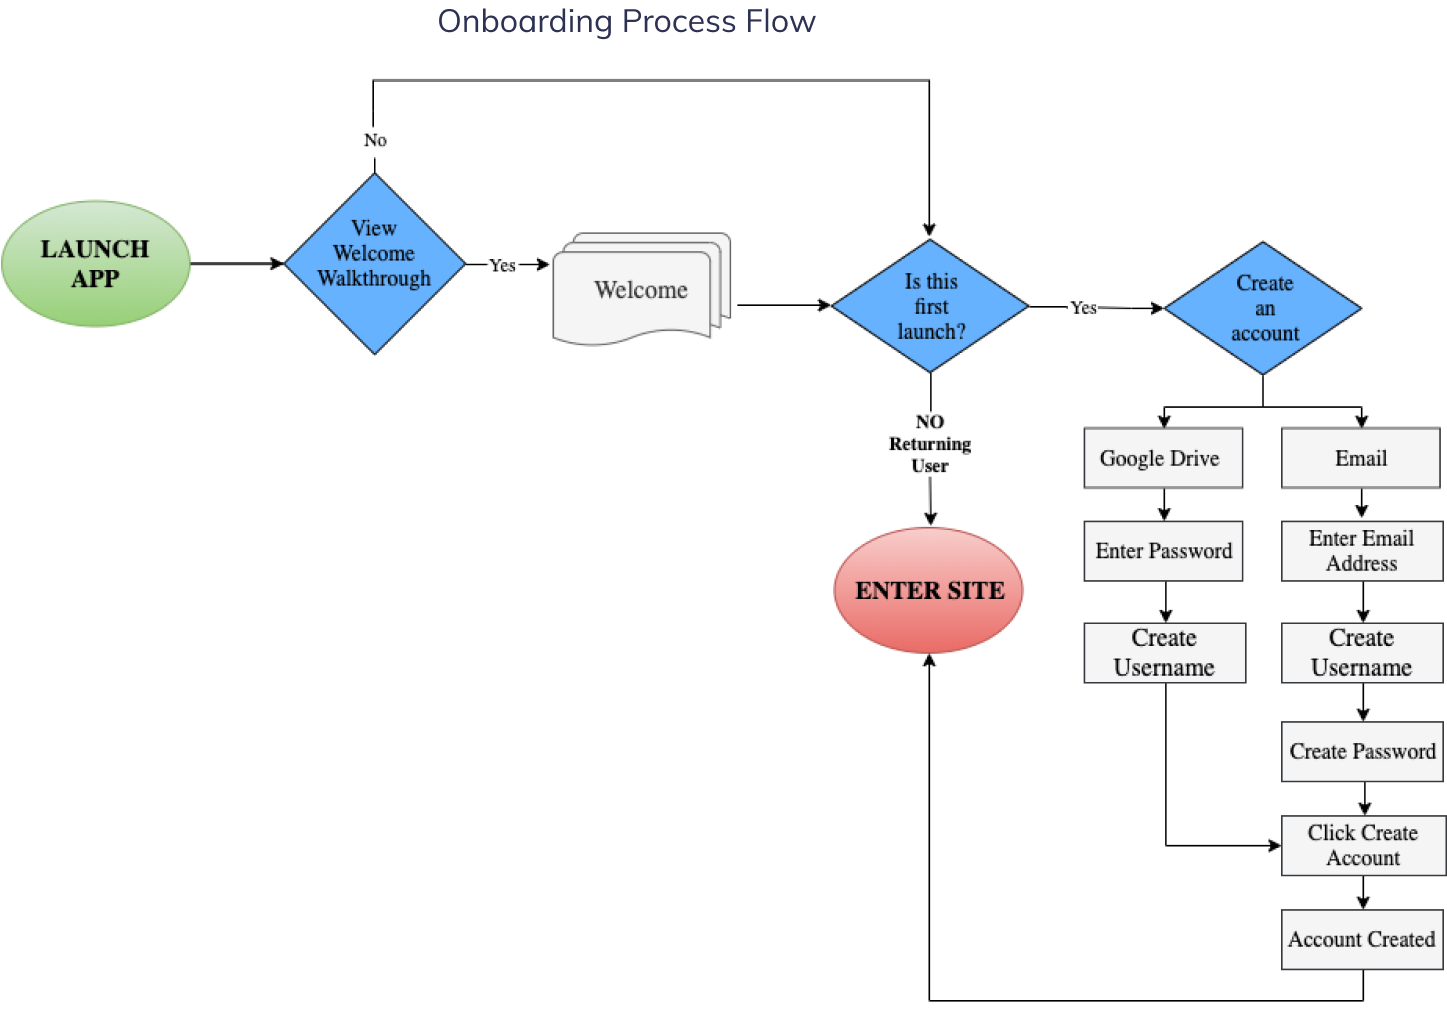 Onboarding Process Flow
No
LAUNCH
APP
View
Welcome
Walkthrough
Yes
Welcome
Is this
first
launch?
Yes
Create
an
account
NO
Returning
User
ENTER SITE
Google Drive
Email
Enter Password
Enter Email
Address
Create
Username
Create
Username
Create Password
Click Create
Account
Account Created